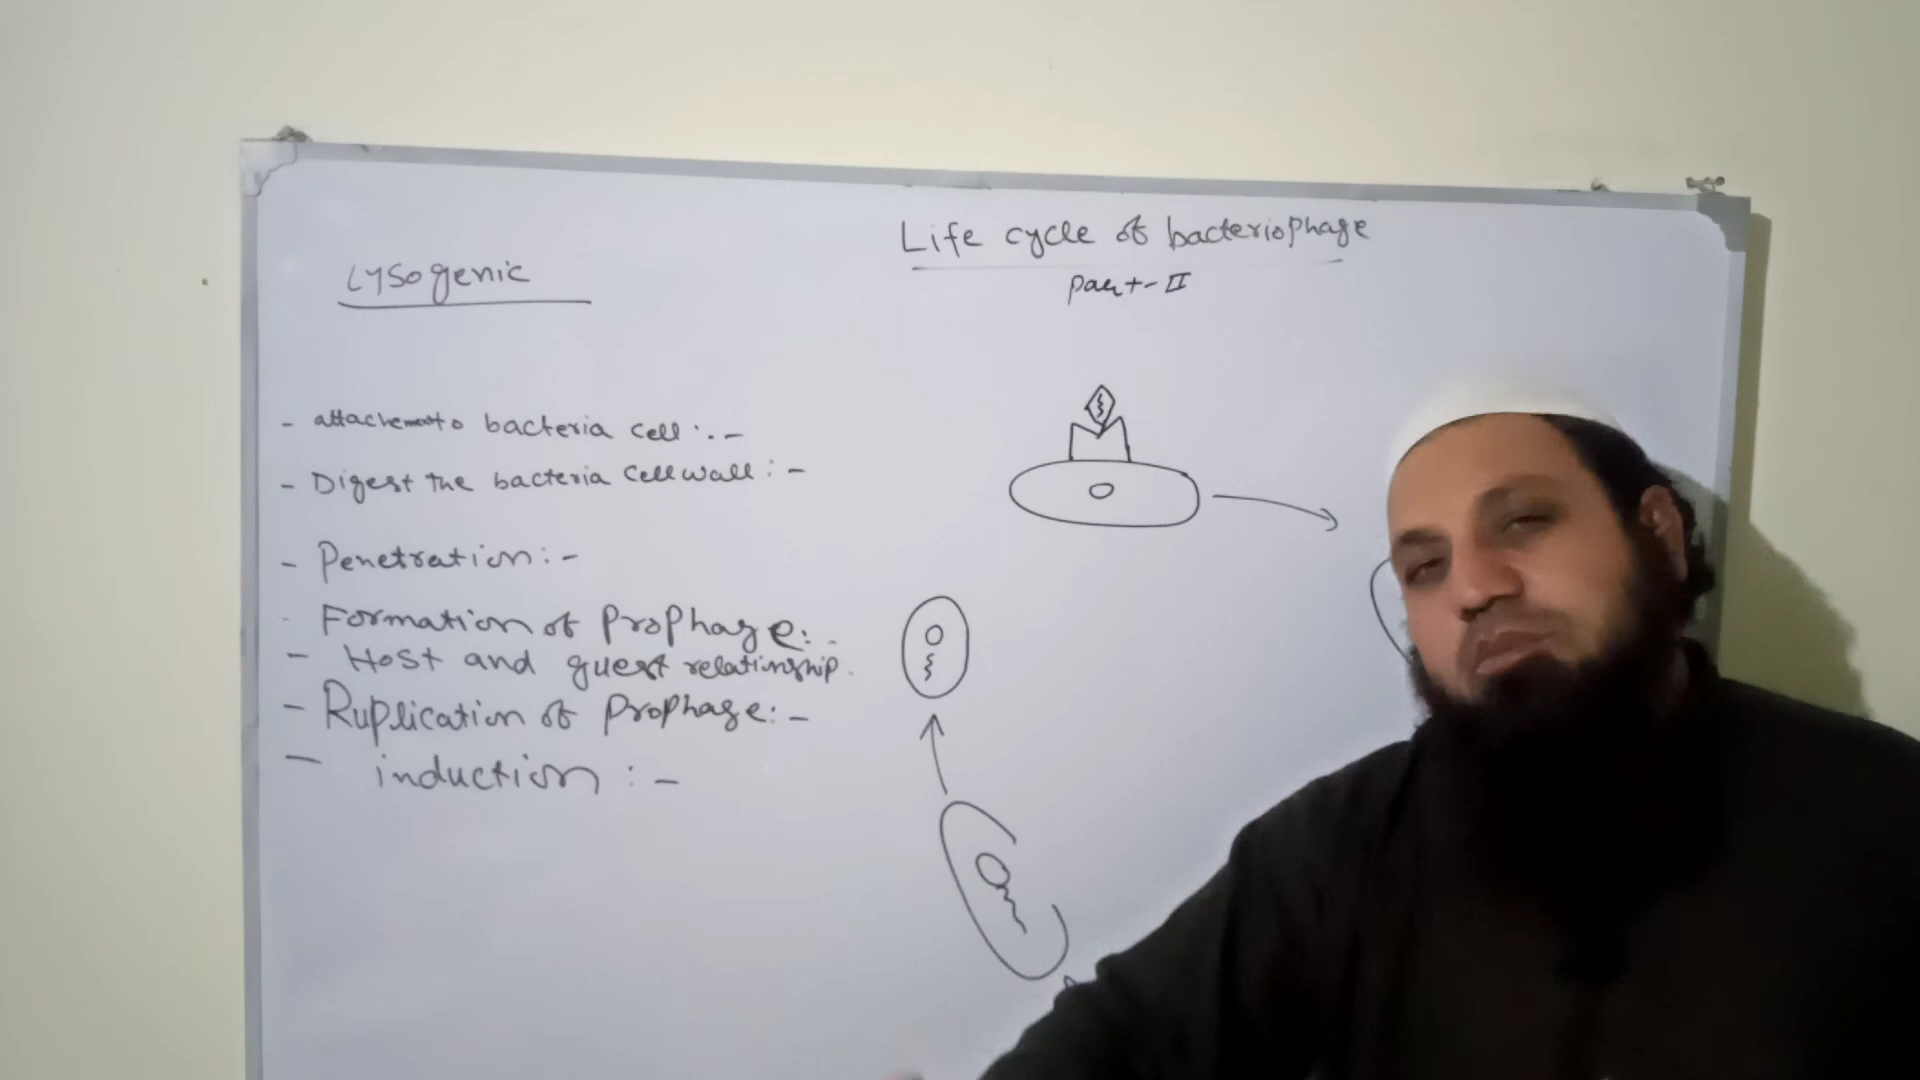 Life cycle of bacteriophage
part-II
Lysogenic
- attachement to bacteria cell :. -
- Digest the bacteria cell wall : -
- Penetration : -
- Formation of Prophage : -
- Host and guest relationship.
- Ruplication of Prophage : -
- induction : -